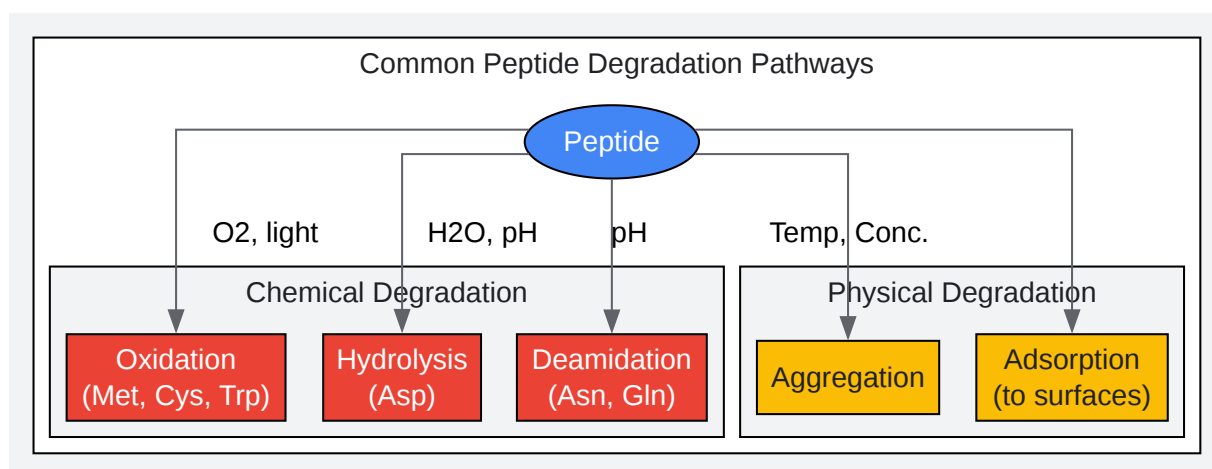 Common Peptide Degradation Pathways
Peptide
O2, light
H2O, pH
pH
Temp, Conc.
Chemical Degradation
Physical Degradation
Oxidation
(Met, Cys, Trp)
Hydrolysis
(Asp)
Deamidation
(Asn, Gln)
Aggregation
Adsorption
(to surfaces)